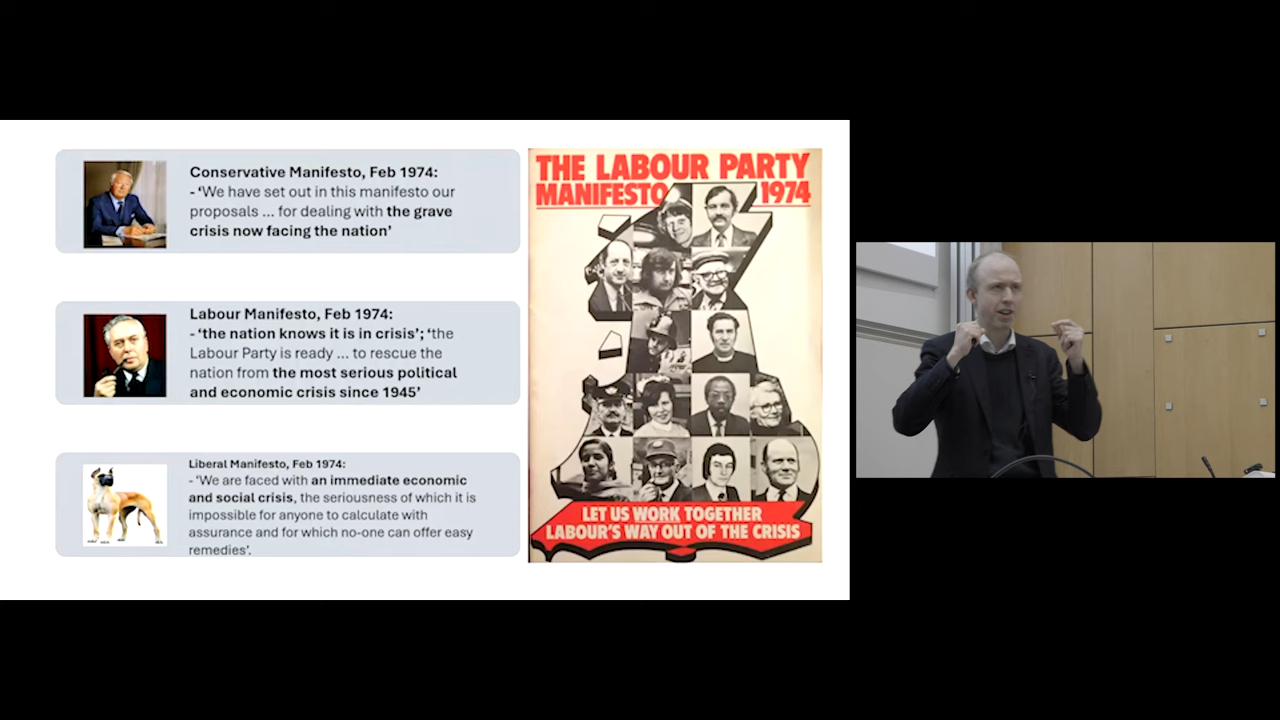 Conservative Manifesto, Feb 1974:
- ‘We have set out in this manifesto our
proposals ... for dealing with the grave
crisis now facing the nation’
Labour Manifesto, Feb 1974:
- ‘the nation knows it is in crisis’; ‘the
Labour Party is ready ... to rescue the
nation from the most serious political
and economic crisis since 1945’
Liberal Manifesto, Feb 1974:
- ‘We are faced with an immediate economic
and social crisis, the seriousness of which it is
impossible for anyone to calculate with
assurance and for which no-one can offer easy
remedies’.
THE LABOUR PARTY
MANIFESTO 1974
LET US WORK TOGETHER
LABOUR'S WAY OUT OF THE CRISIS